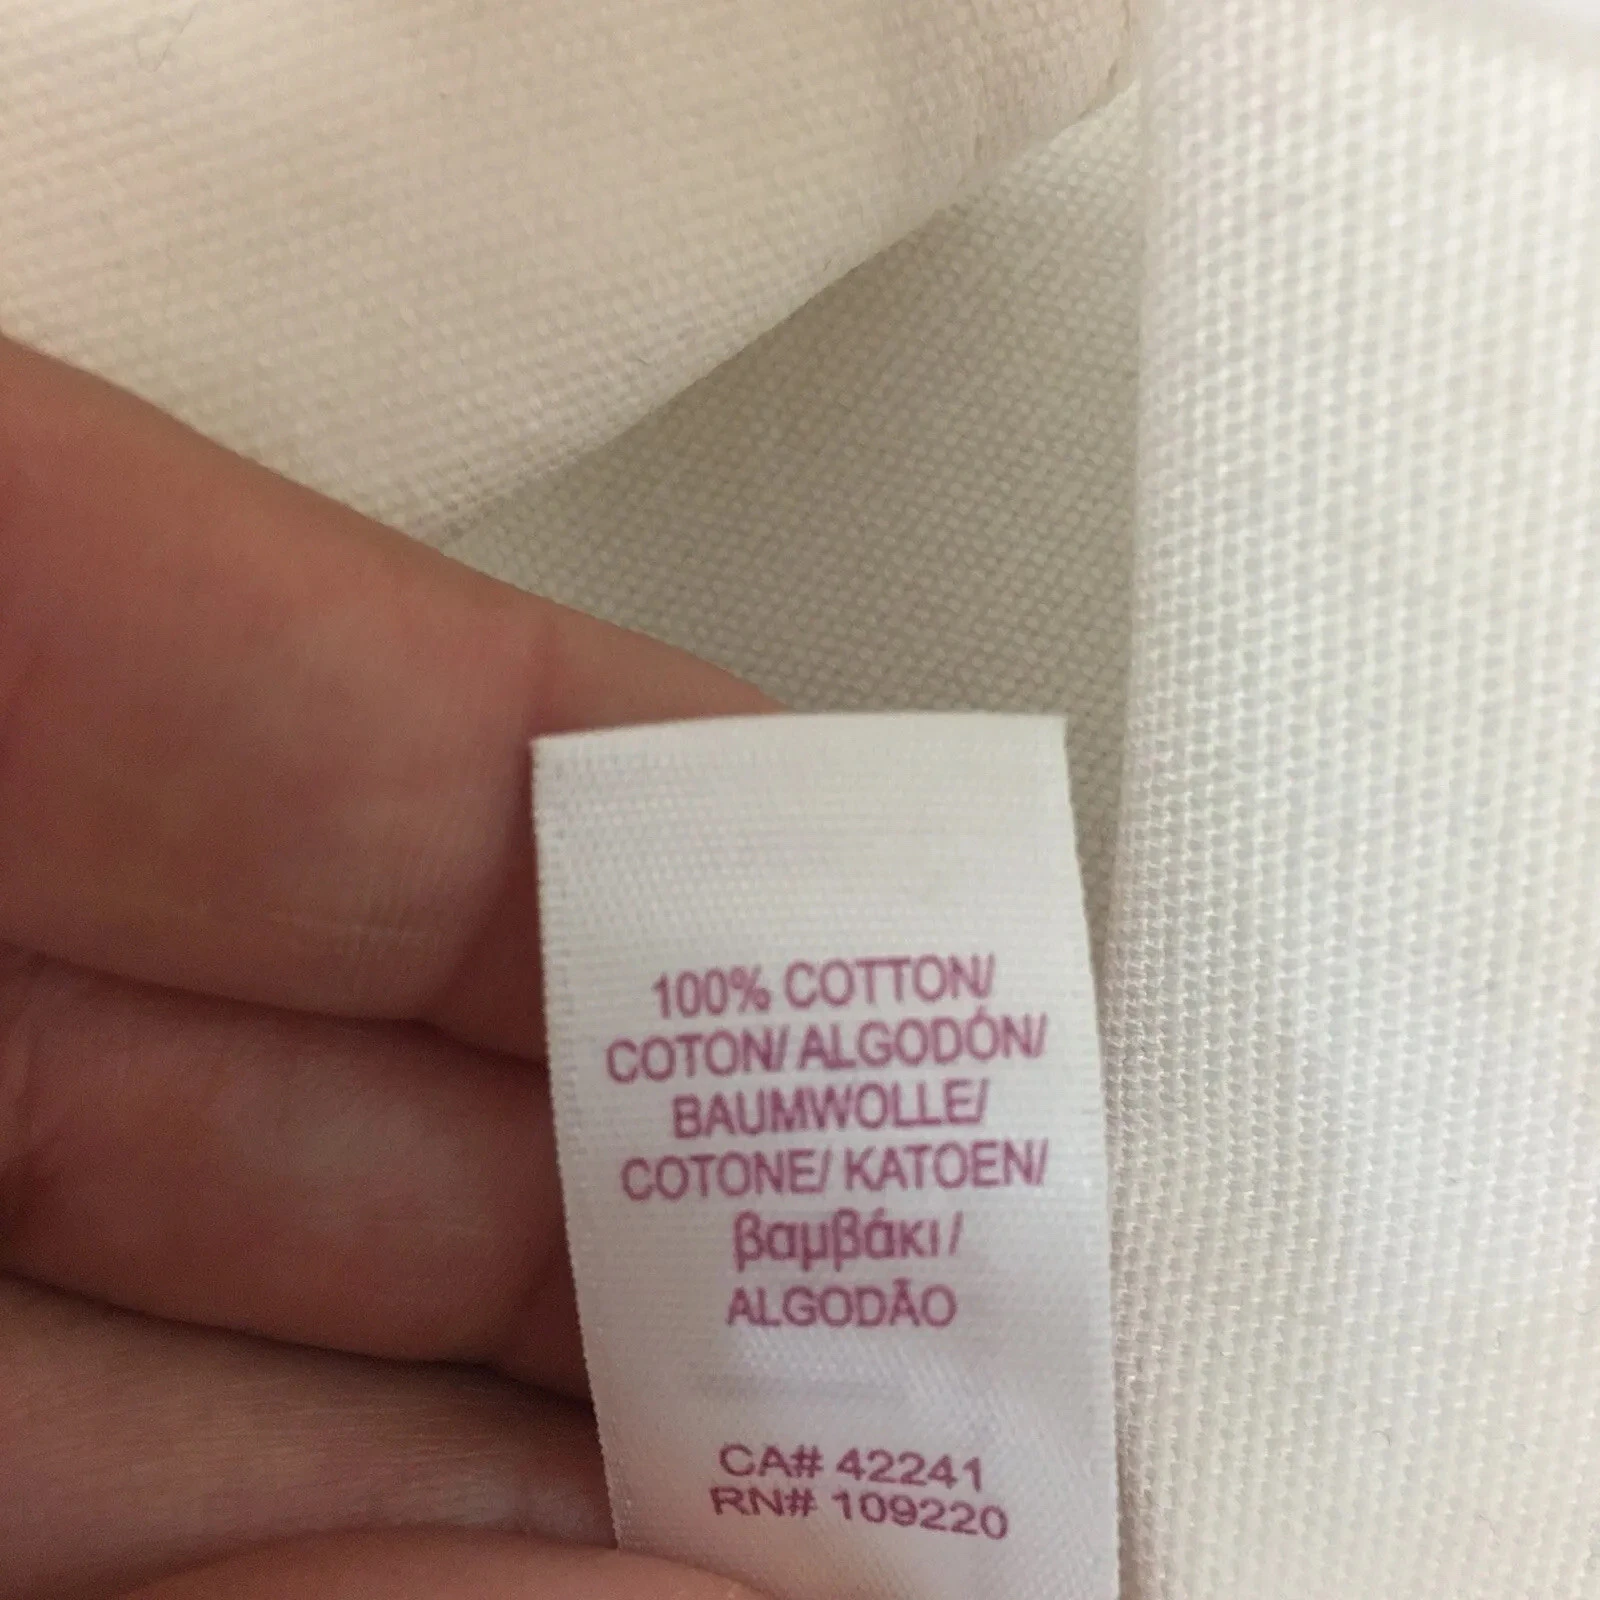 100% COTTON/
COTON/ ALGODÓN/
BAUMWOLLE/
COTONE/ KATOEN/
βαμβάκι /
ALGODÃO
CA# 42241
RN# 109220